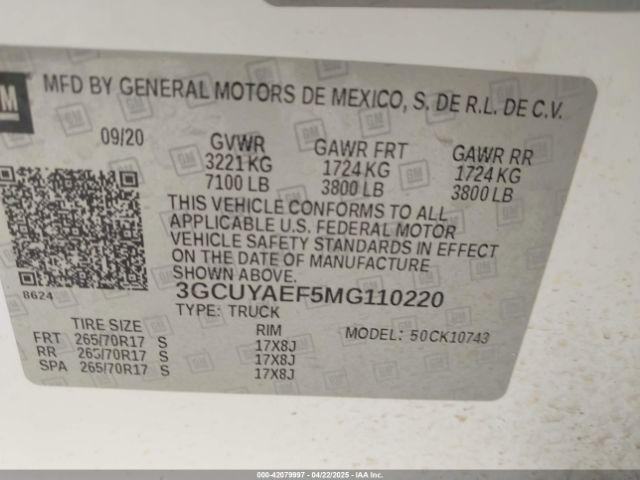 GM
MFD BY GENERAL MOTORS DE MEXICO, S. DE R.L. DE C.V.
09/20
GVWR GAWR FRT GAWR RR
3221 KG 1724 KG 1724 KG
7100 LB 3800 LB 3800 LB
THIS VEHICLE CONFORMS TO ALL
APPLICABLE U.S. FEDERAL MOTOR
VEHICLE SAFETY STANDARDS IN EFFECT
ON THE DATE OF MANUFACTURE
SHOWN ABOVE.
8624
3GCUYAEF5MG110220
TYPE: TRUCK
TIRE SIZE RIM MODEL: 50CK10743
FRT 265/70R17 S 17X8J
RR 265/70R17 S 17X8J
SPA 265/70R17 S 17X8J
000-42079997 - 04/22/2025 - IAA Inc.